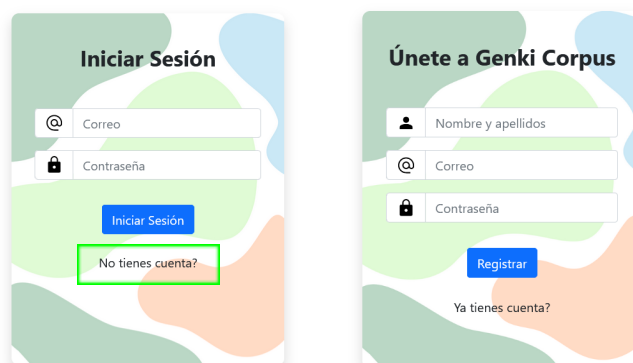 Iniciar Sesión
Correo
Contraseña
Iniciar Sesión
No tienes cuenta?
Únete a Genki Corpus
Nombre y apellidos
Correo
Contraseña
Registrar
Ya tienes cuenta?